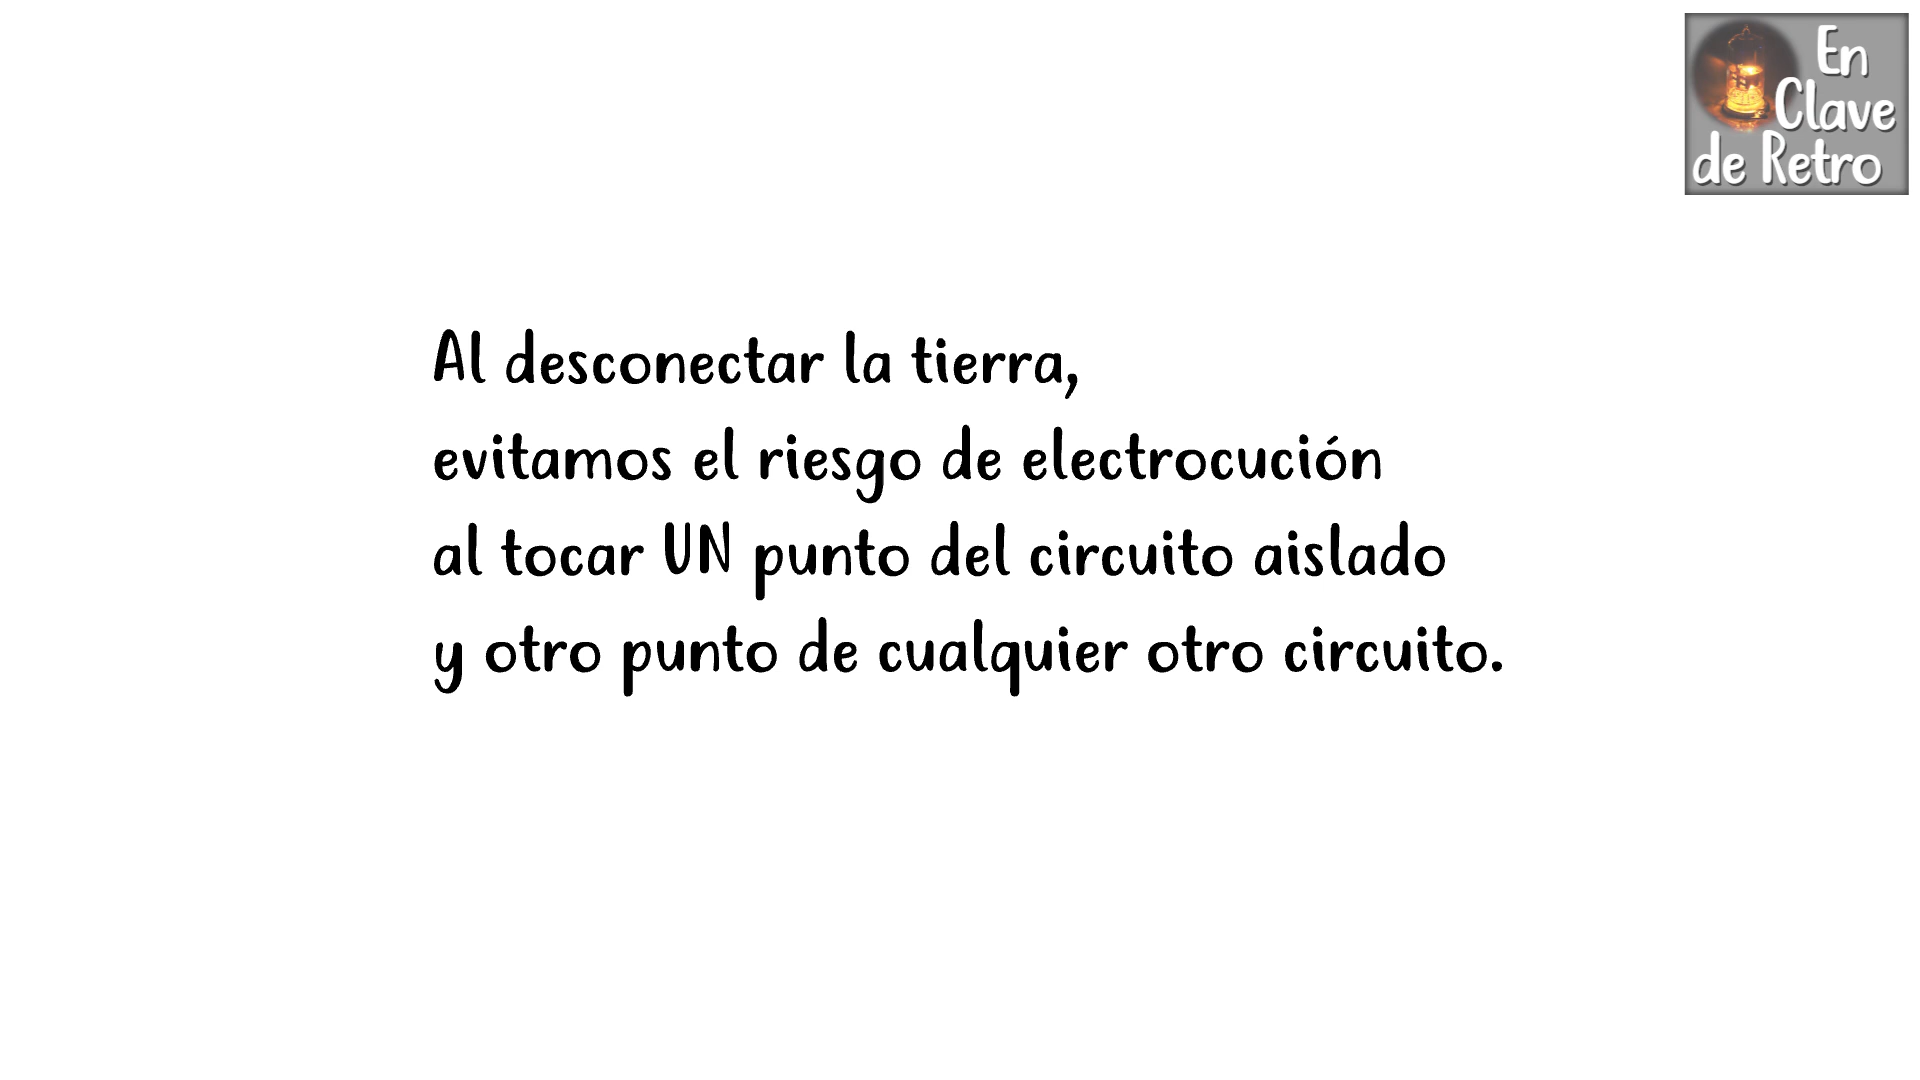 En
Clave
de Retro
Al desconectar la tierra,
evitamos el riesgo de electrocución
al tocar UN punto del circuito aislado
y otro punto de cualquier otro circuito.